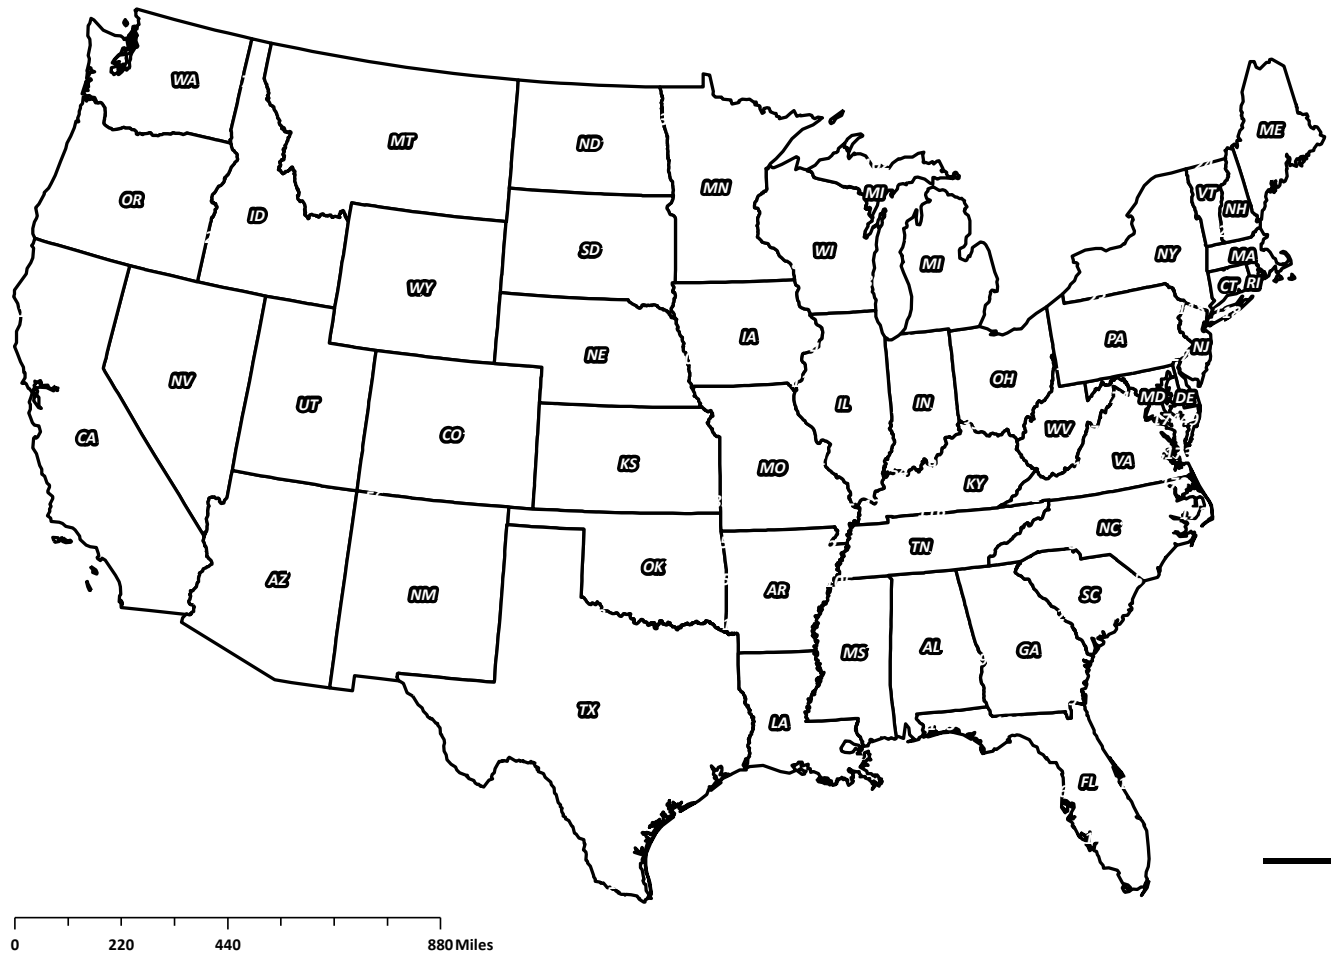 WA
ME
MT
ND
MN
VT
MI
OR
NH
ID
SD
WI
NY
MA
MI
WY
CT
RI
IA
PA
NJ
NE
NV
OH
UT
IL
IN
MD
DE
CA
CO
WV
KS
MO
VA
KY
NC
TN
OK
AZ
AR
NM
SC
AL
GA
MS
TX
LA
FL
0 220 440 880 Miles